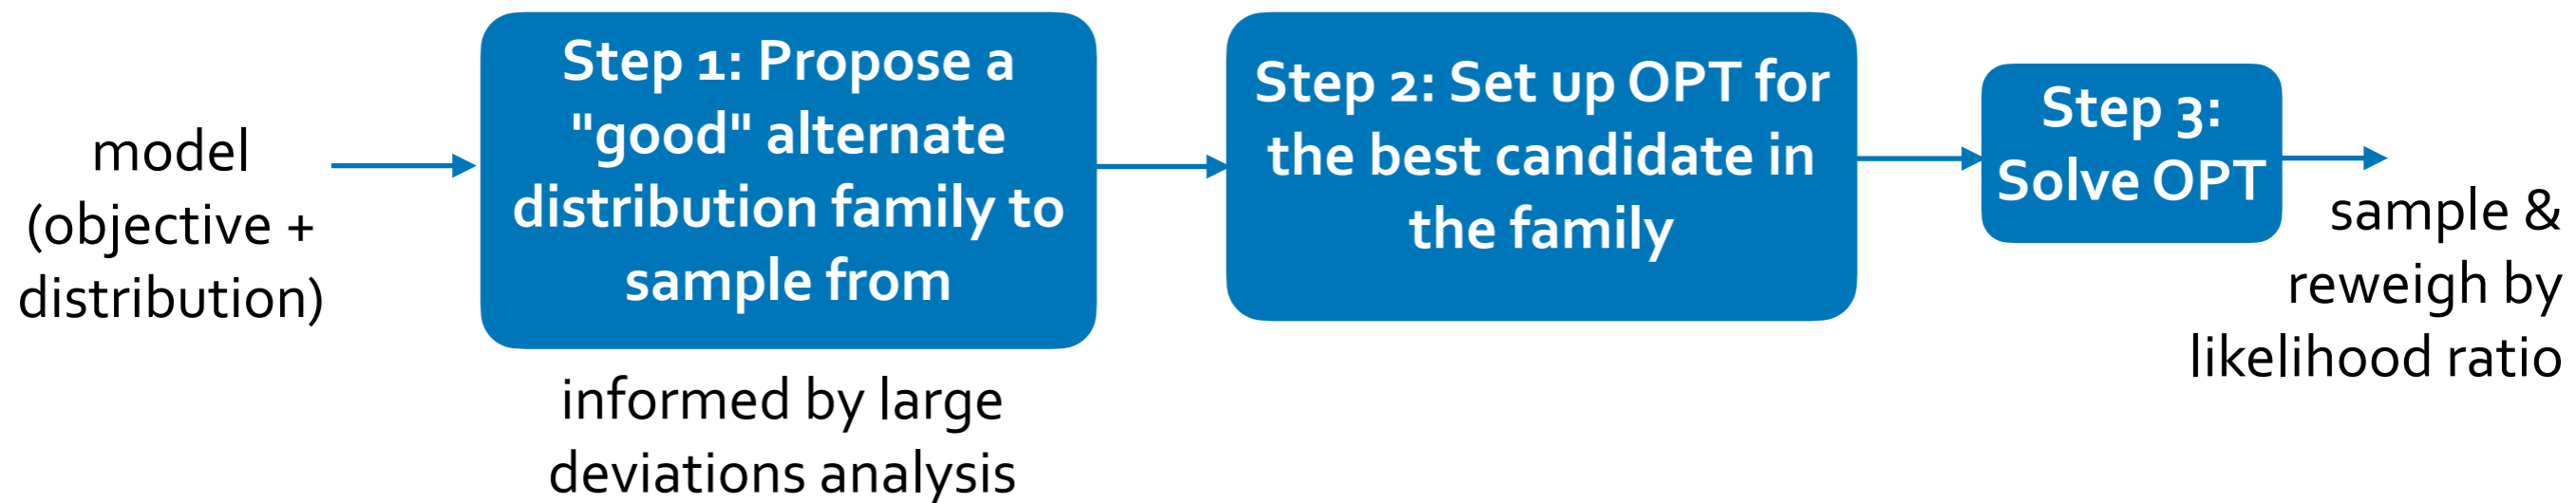 model
(objective +
distribution)
Step 1: Propose a
"good" alternate
distribution family to
sample from
informed by large
deviations analysis
Step 2: Set up OPT for
the best candidate in
the family
Step 3:
Solve OPT
sample &
reweigh by
likelihood ratio